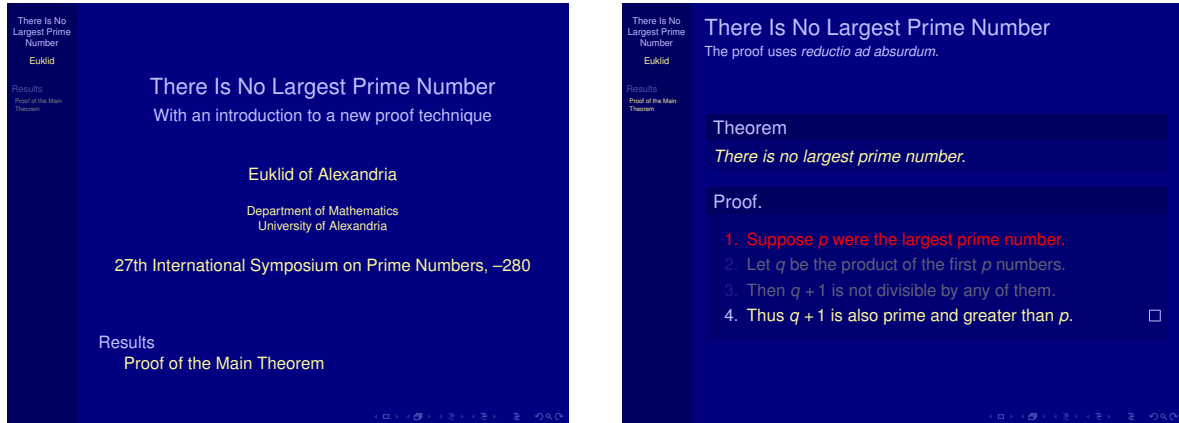 There Is No
Largest Prime
Number
Euklid
Results
Proof of the Main
Theorem
There Is No Largest Prime Number
With an introduction to a new proof technique
Euklid of Alexandria
Department of Mathematics
University of Alexandria
27th International Symposium on Prime Numbers, –280
Results
Proof of the Main Theorem
There Is No
Largest Prime
Number
Euklid
Results
Proof of the Main
Theorem
There Is No Largest Prime Number
The proof uses reductio ad absurdum.
Theorem
There is no largest prime number.
Proof.
1. Suppose p were the largest prime number.
2. Let q be the product of the first p numbers.
3. Then q + 1 is not divisible by any of them.
4. Thus q + 1 is also prime and greater than p. □